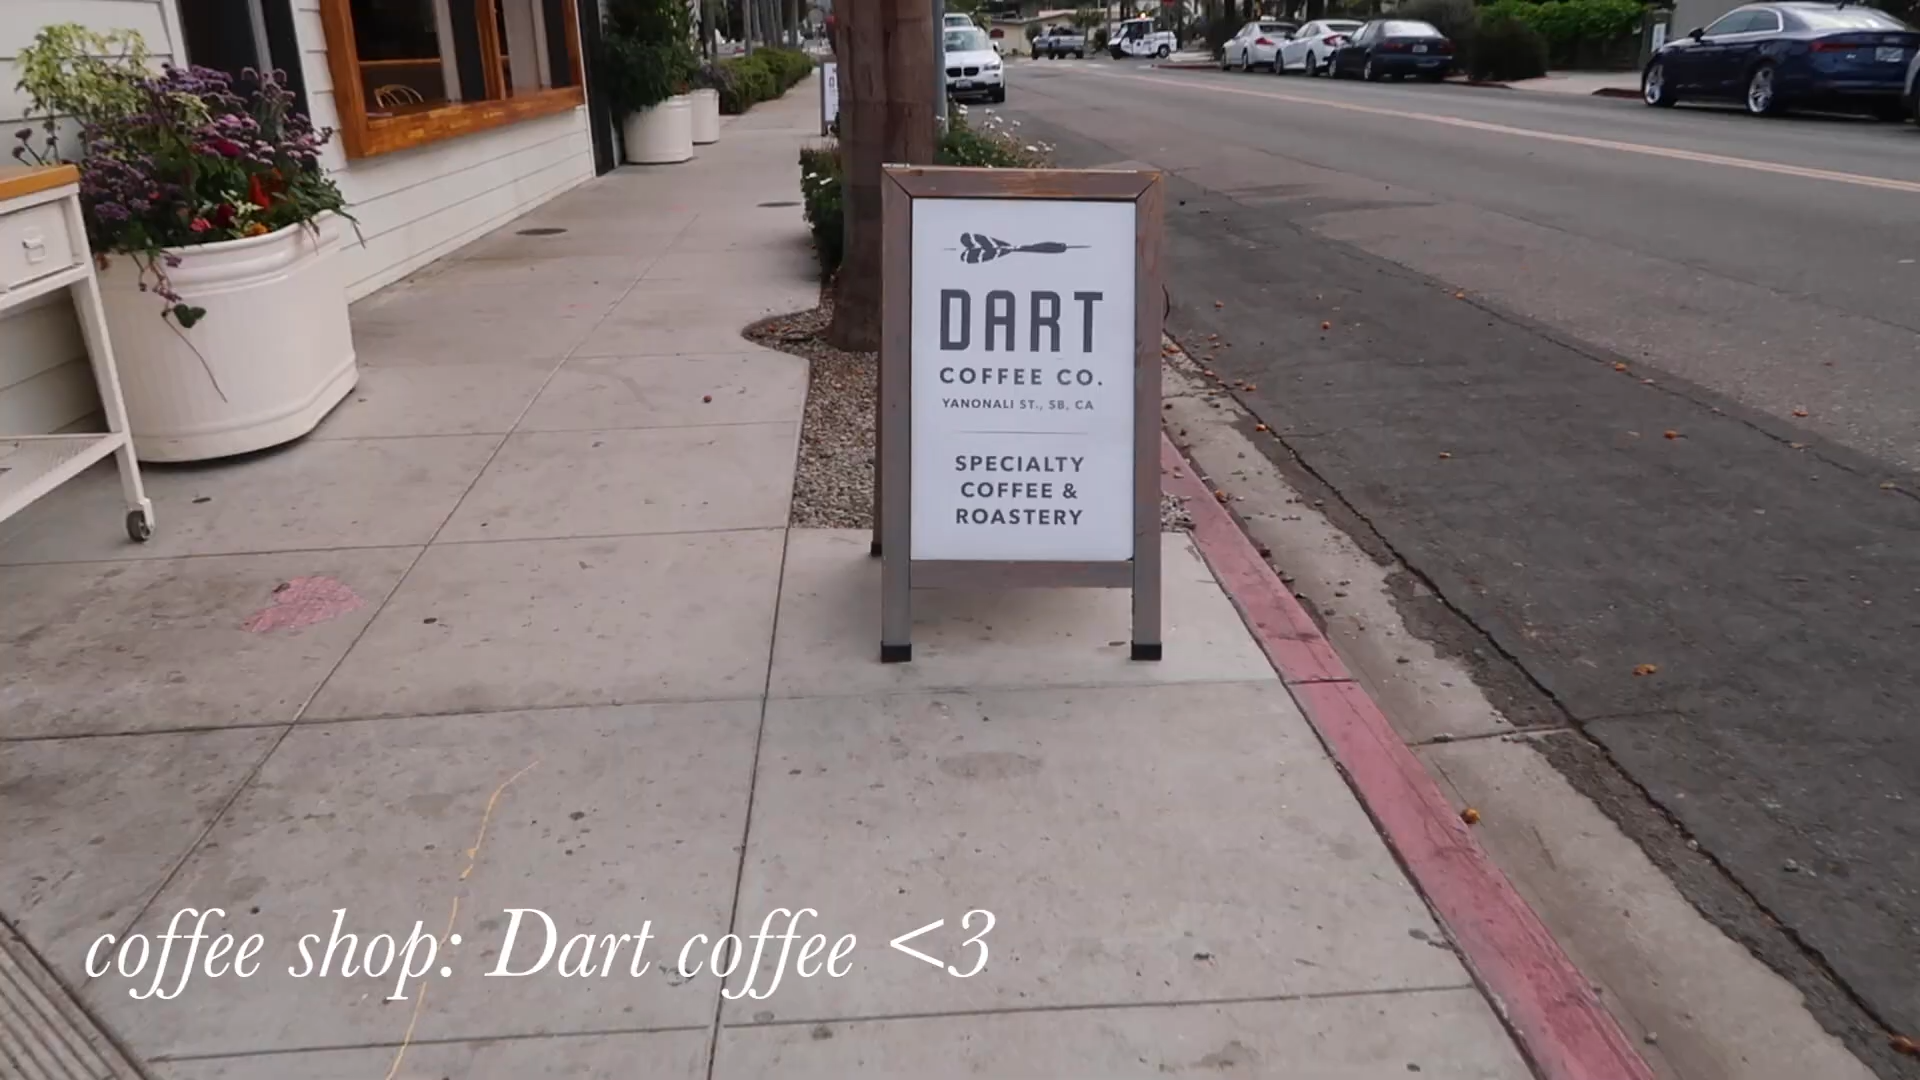 DART
COFFEE CO.
YANONALI ST., SB, CA
SPECIALTY
COFFEE &
ROASTERY
coffee shop: Dart coffee <3